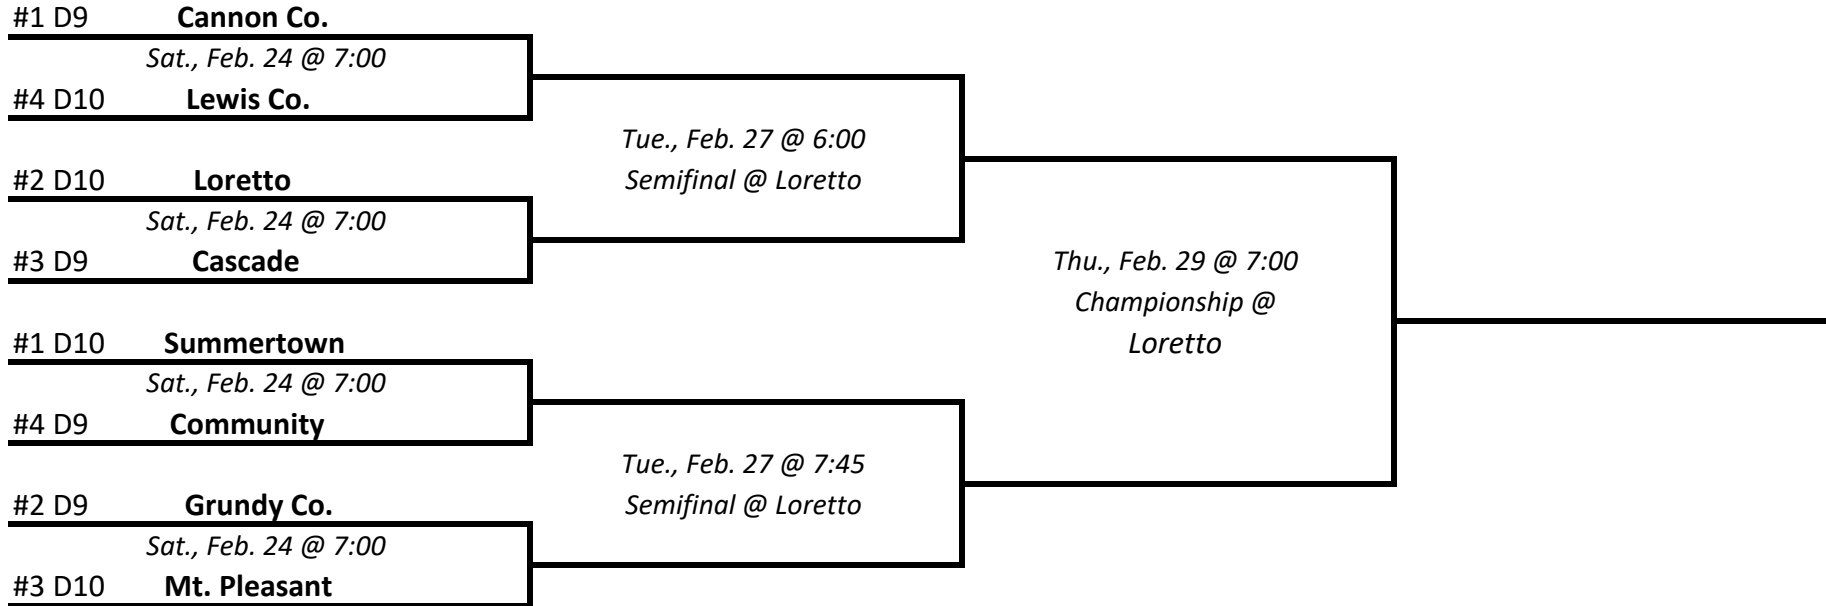 #1 D9 Cannon Co.
Sat., Feb. 24 @ 7:00
#4 D10 Lewis Co.
Tue., Feb. 27 @ 6:00
Semifinal @ Loretto
#2 D10 Loretto
Sat., Feb. 24 @ 7:00
#3 D9 Cascade
Thu., Feb. 29 @ 7:00
Championship @
Loretto
#1 D10 Summertown
Sat., Feb. 24 @ 7:00
#4 D9 Community
Tue., Feb. 27 @ 7:45
Semifinal @ Loretto
#2 D9 Grundy Co.
Sat., Feb. 24 @ 7:00
#3 D10 Mt. Pleasant